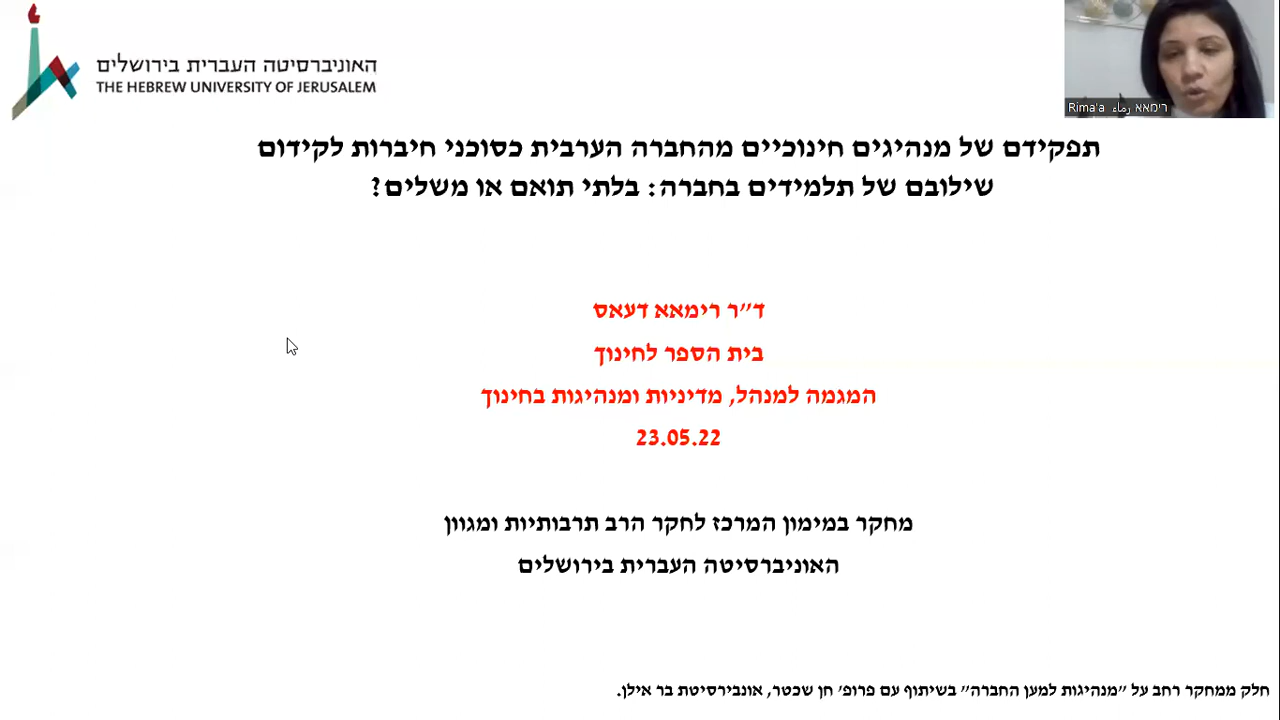 האוניברסיטה העברית בירושלים
THE HEBREW UNIVERSITY OF JERUSALEM
Rima'a רימאא رماء
תפקידם של מנהיגים חינוכיים מהחברה הערבית כסוכני חיברות לקידום
שילובם של תלמידים בחברה: בלתי תואם או משלים?
ד״ר רימאא דעאס
בית הספר לחינוך
המגמה למנהל, מדיניות ומנהיגות בחינוך
23.05.22
מחקר במימון המרכז לחקר הרב תרבותיות ומגוון
האוניברסיטה העברית בירושלים
חלק ממחקר רחב על ״מנהיגות למען החברה״ בשיתוף עם פרופ׳ חן שכטר, אונבירסיטת בר אילן.